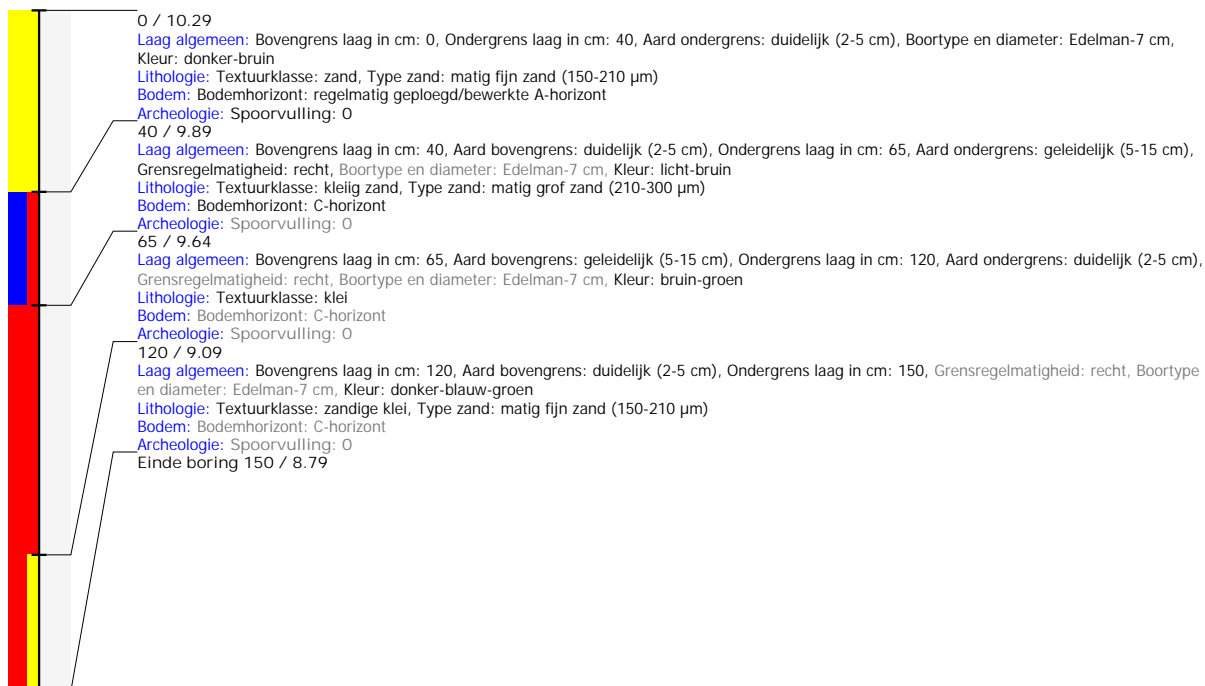 0 / 10.29
Laag algemeen: Bovengrens laag in cm: 0, Ondergrens laag in cm: 40, Aard ondergrens: duidelijk (2-5 cm), Boortype en diameter: Edelman-7 cm,
Kleur: donker-bruin
Lithologie: Textuurklasse: zand, Type zand: matig fijn zand (150-210 µm)
Bodem: Bodemhorizont: regelmatig geploegd/bewerkte A-horizont
Archeologie: Spoorvulling: 0
40 / 9.89
Laag algemeen: Bovengrens laag in cm: 40, Aard bovengrens: duidelijk (2-5 cm), Ondergrens laag in cm: 65, Aard ondergrens: geleidelijk (5-15 cm),
Grensregelmatigheid: recht, Boortype en diameter: Edelman-7 cm, Kleur: licht-bruin
Lithologie: Textuurklasse: kleiig zand, Type zand: matig grof zand (210-300 µm)
Bodem: Bodemhorizont: C-horizont
Archeologie: Spoorvulling: 0
65 / 9.64
Laag algemeen: Bovengrens laag in cm: 65, Aard bovengrens: geleidelijk (5-15 cm), Ondergrens laag in cm: 120, Aard ondergrens: duidelijk (2-5 cm),
Grensregelmatigheid: recht, Boortype en diameter: Edelman-7 cm, Kleur: bruin-groen
Lithologie: Textuurklasse: klei
Bodem: Bodemhorizont: C-horizont
Archeologie: Spoorvulling: 0
120 / 9.09
Laag algemeen: Bovengrens laag in cm: 120, Aard bovengrens: duidelijk (2-5 cm), Ondergrens laag in cm: 150, Grensregelmatigheid: recht, Boortype
en diameter: Edelman-7 cm, Kleur: donker-blauw-groen
Lithologie: Textuurklasse: zandige klei, Type zand: matig fijn zand (150-210 µm)
Bodem: Bodemhorizont: C-horizont
Archeologie: Spoorvulling: 0
Einde boring 150 / 8.79